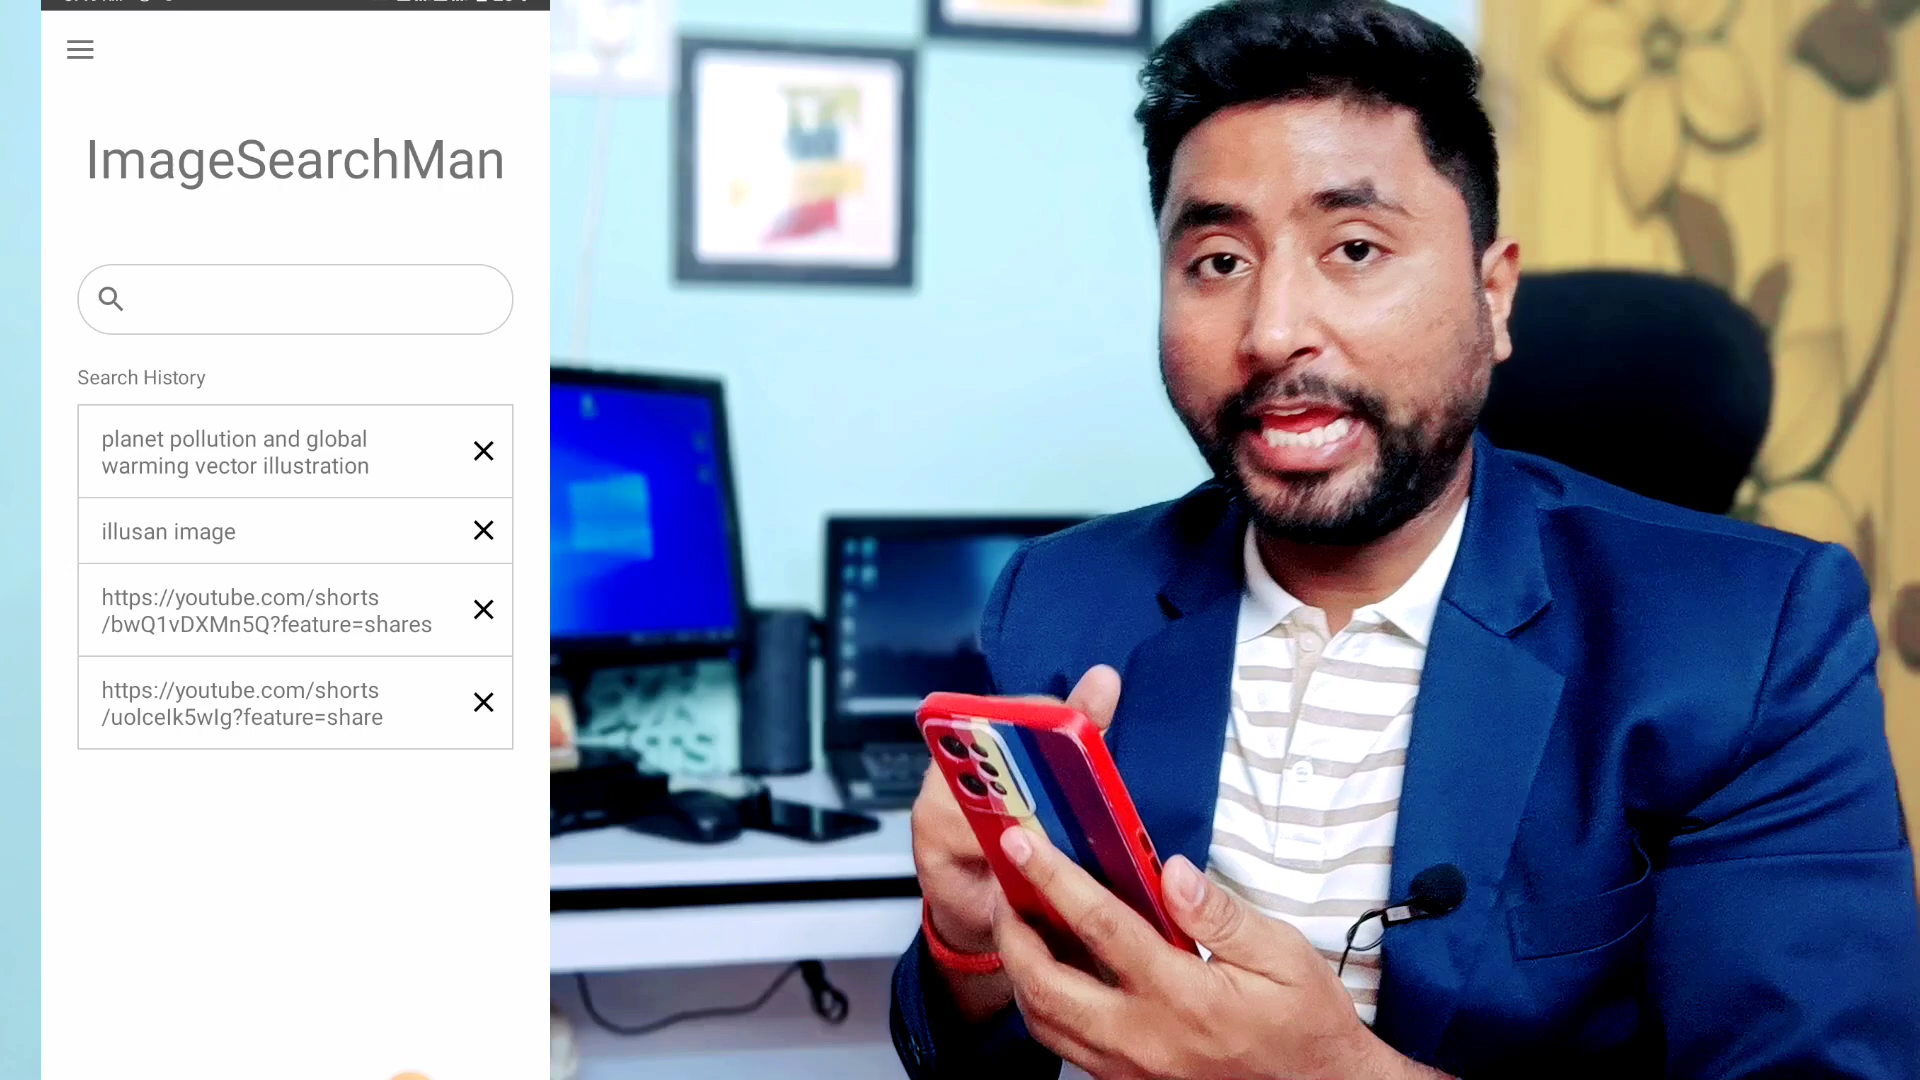 ImageSearchMan
Search History
planet pollution and global
warming vector illustration
illusan image
https://youtube.com/shorts
/bwQ1vDXMn5Q?feature=shares
https://youtube.com/shorts
/uolcelk5wlg?feature=share